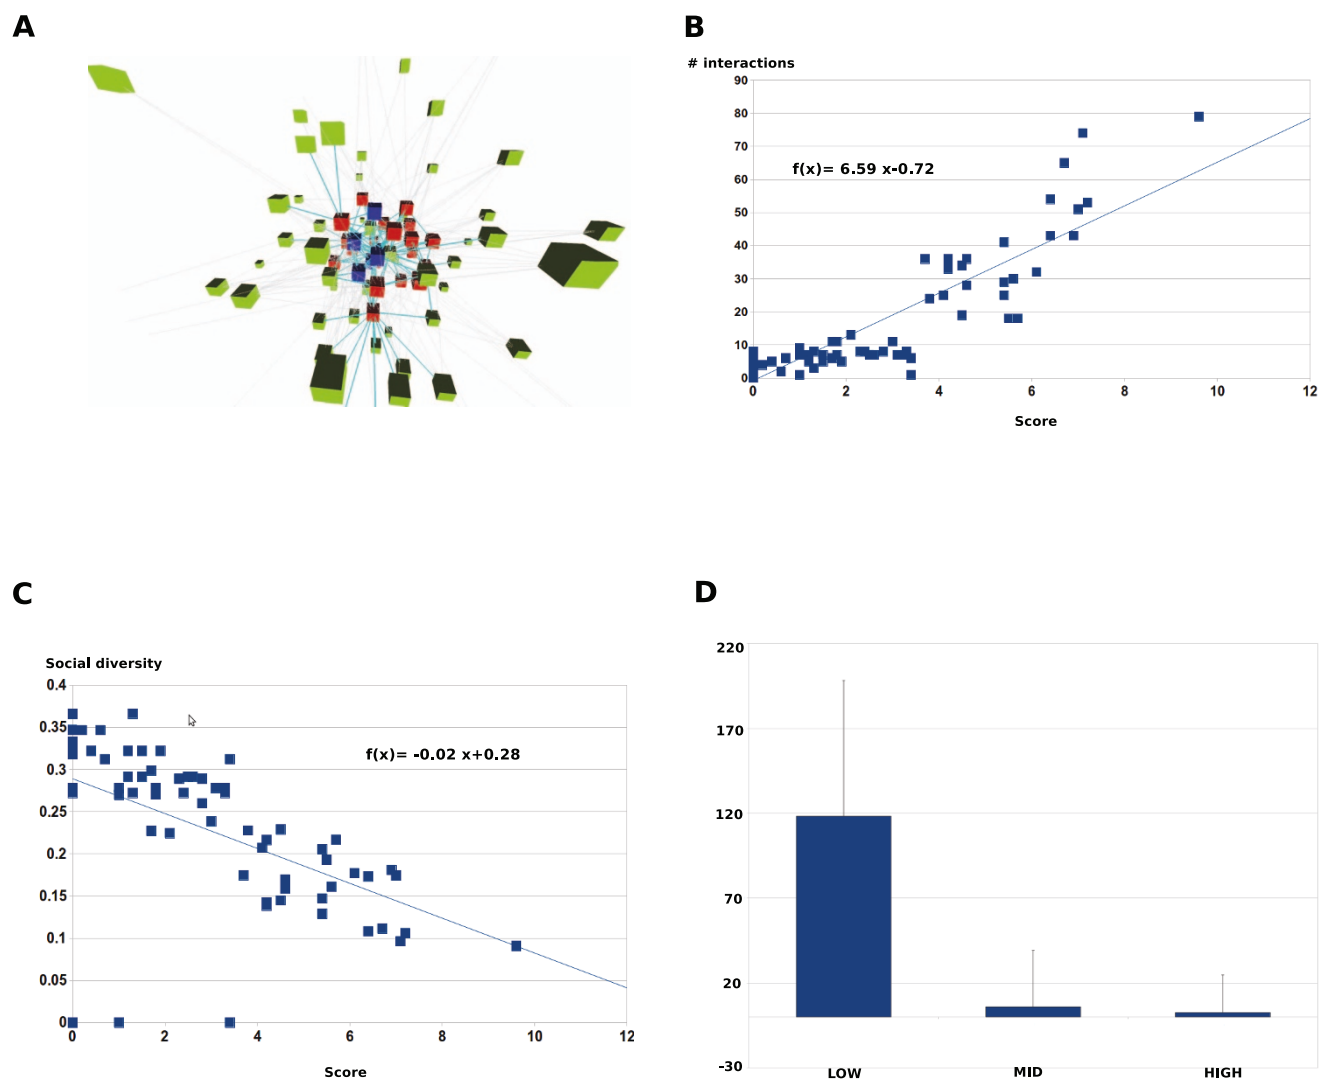 A
B
# interactions
90
80
70
60
50
40
30
20
10
0
f(x)= 6.59 x-0.72
0 2 4 6 8 10 12
Score
C
Social diversity
0.4
0.35
0.3
0.25
0.2
0.15
0.1
0.05
0
f(x)= -0.02 x+0.28
0 2 4 6 8 10 12
Score
D
220
170
120
70
20
-30
LOW MID HIGH